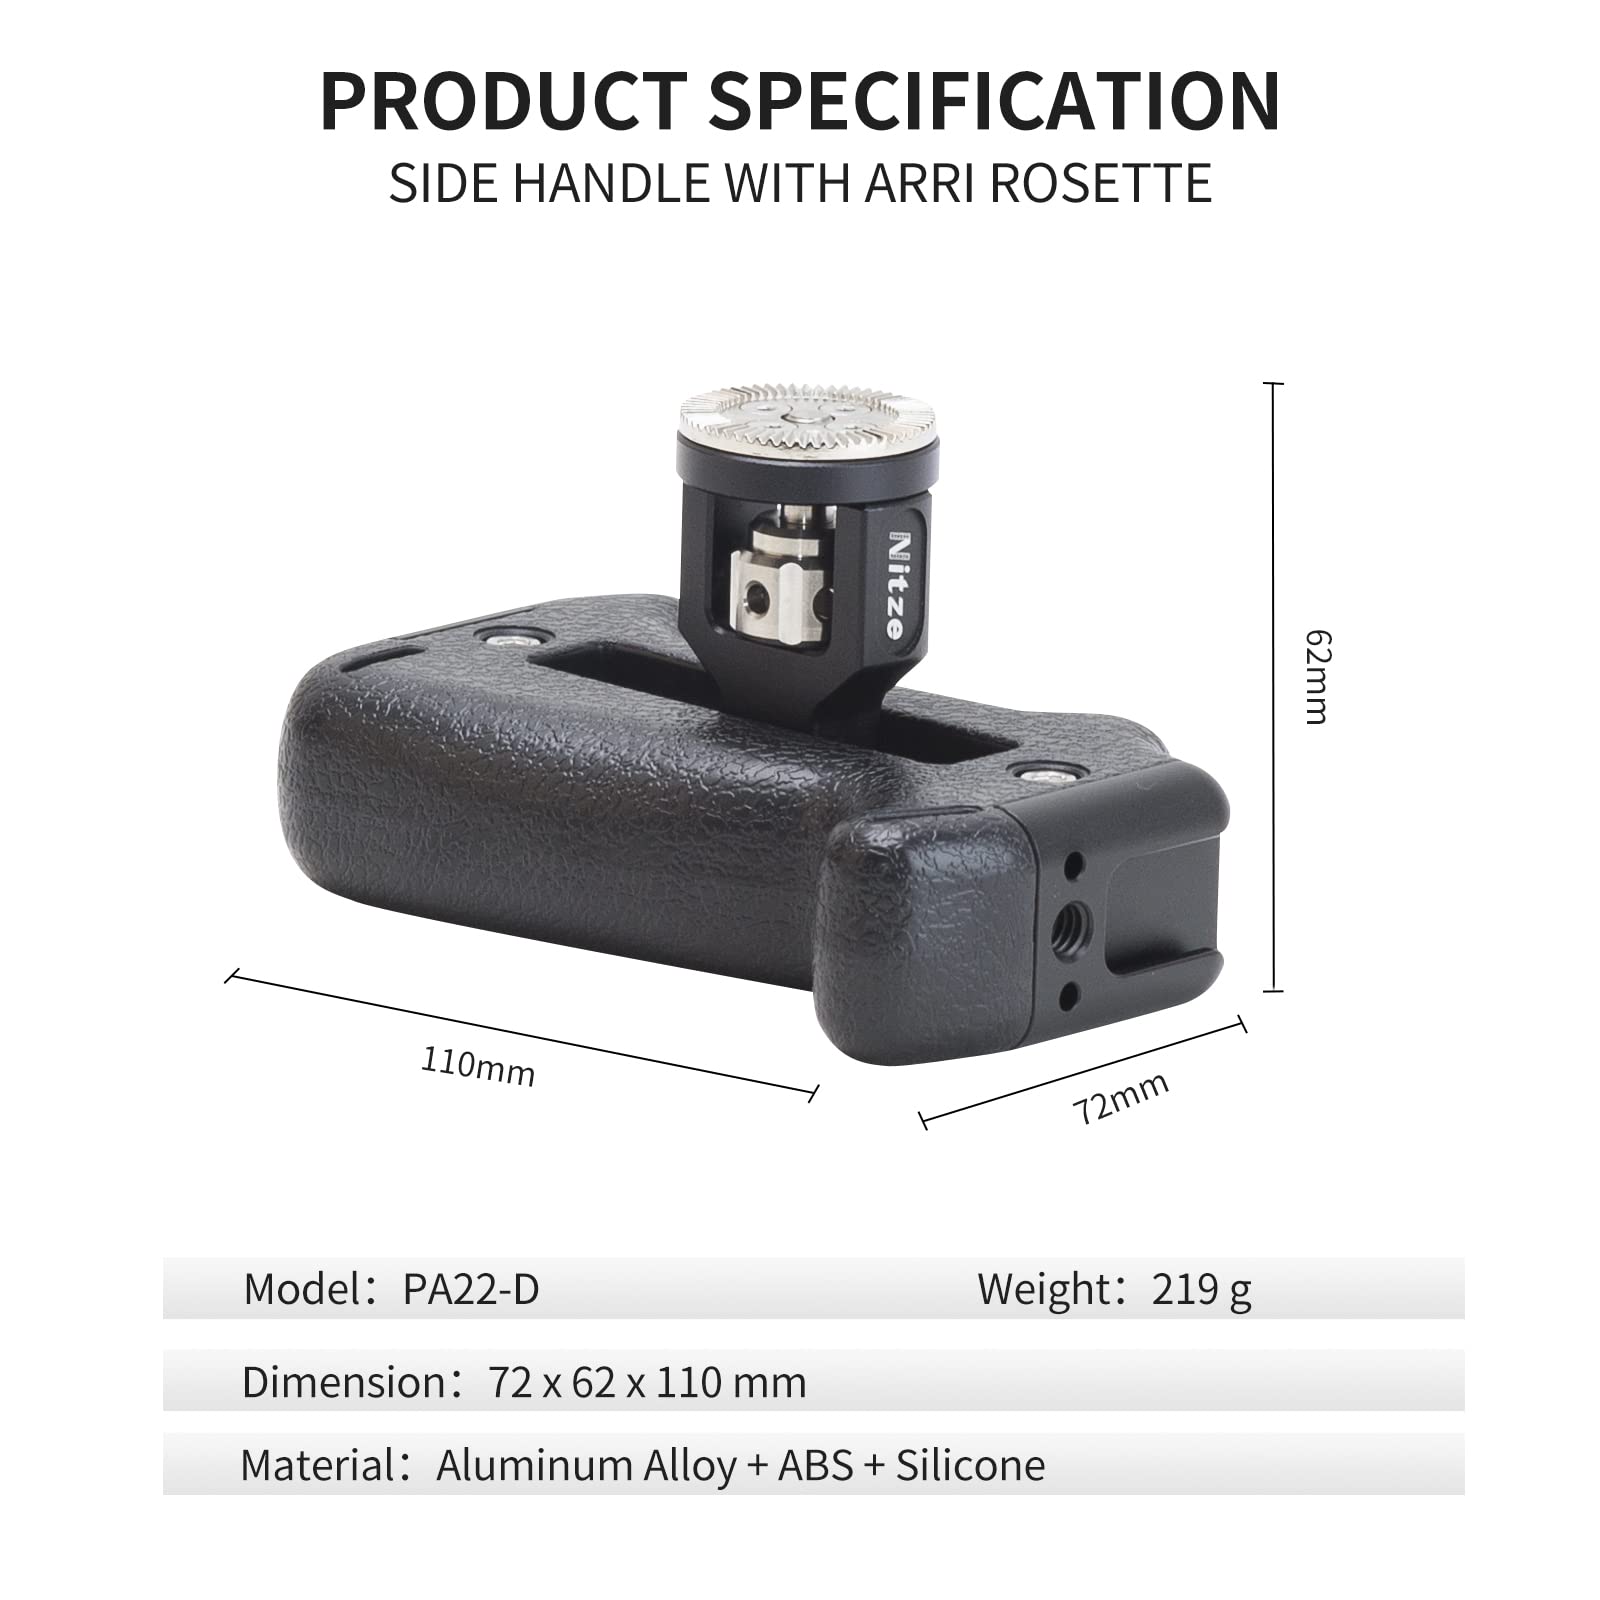 PRODUCT SPECIFICATION
SIDE HANDLE WITH ARRI ROSETTE
Nitze
62mm
110mm
72mm
Model：PA22-D
Weight：219 g
Dimension：72 x 62 x 110 mm
Material：Aluminum Alloy + ABS + Silicone